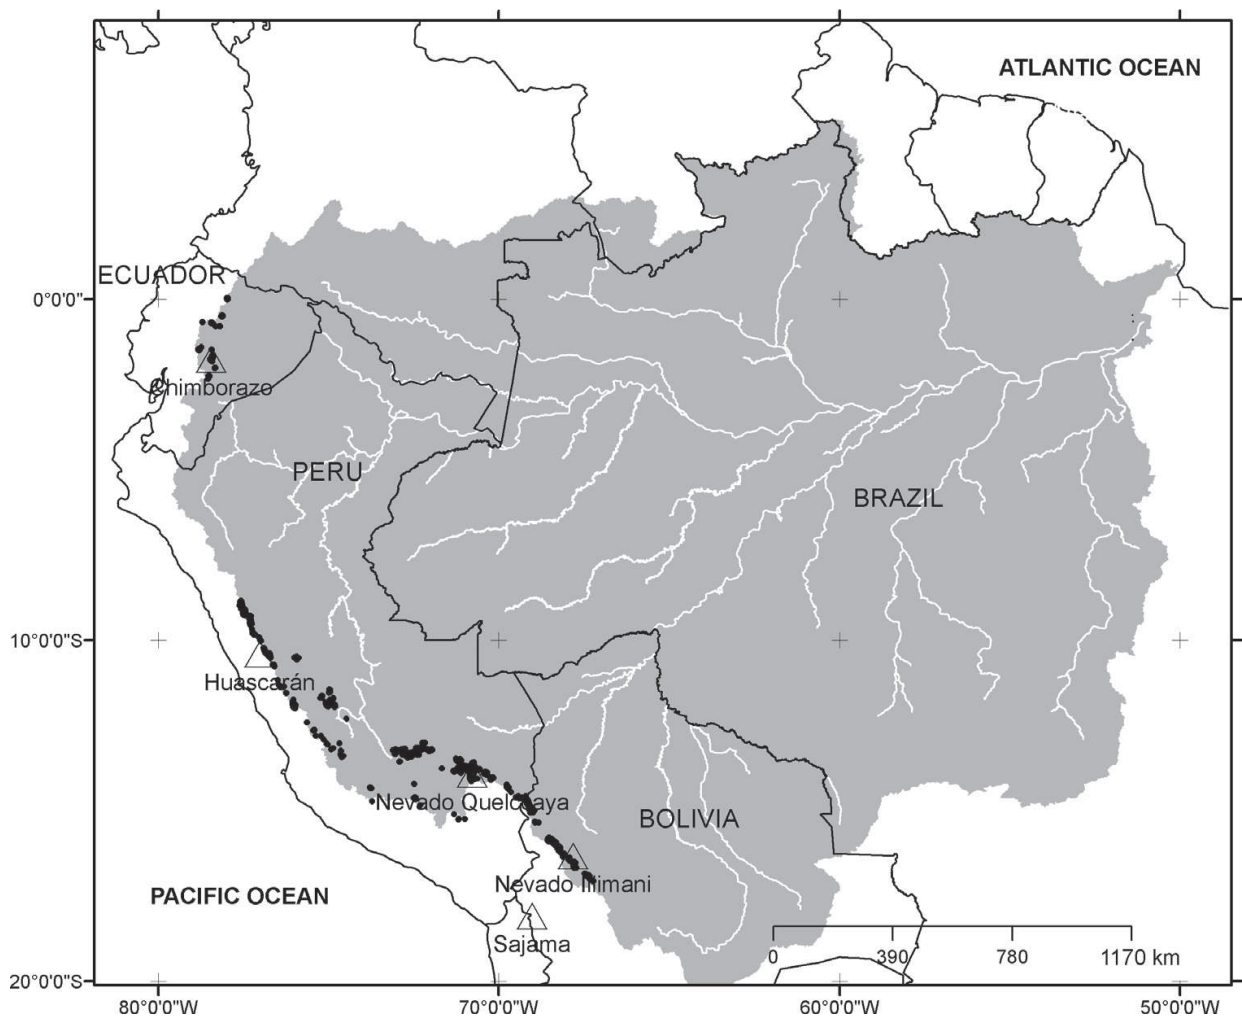 ATLANTIC OCEAN
ECUADOR
0°0'0"
Chimborazo
PERU
BRAZIL
10°0'0"S
Huascarán
Nevado Quelccaya
BOLIVIA
Nevado Illimani
PACIFIC OCEAN
Sajama
0 390 780 1170 km
20°0'0"S
80°0'0"W 70°0'0"W 60°0'0"W 50°0'0"W